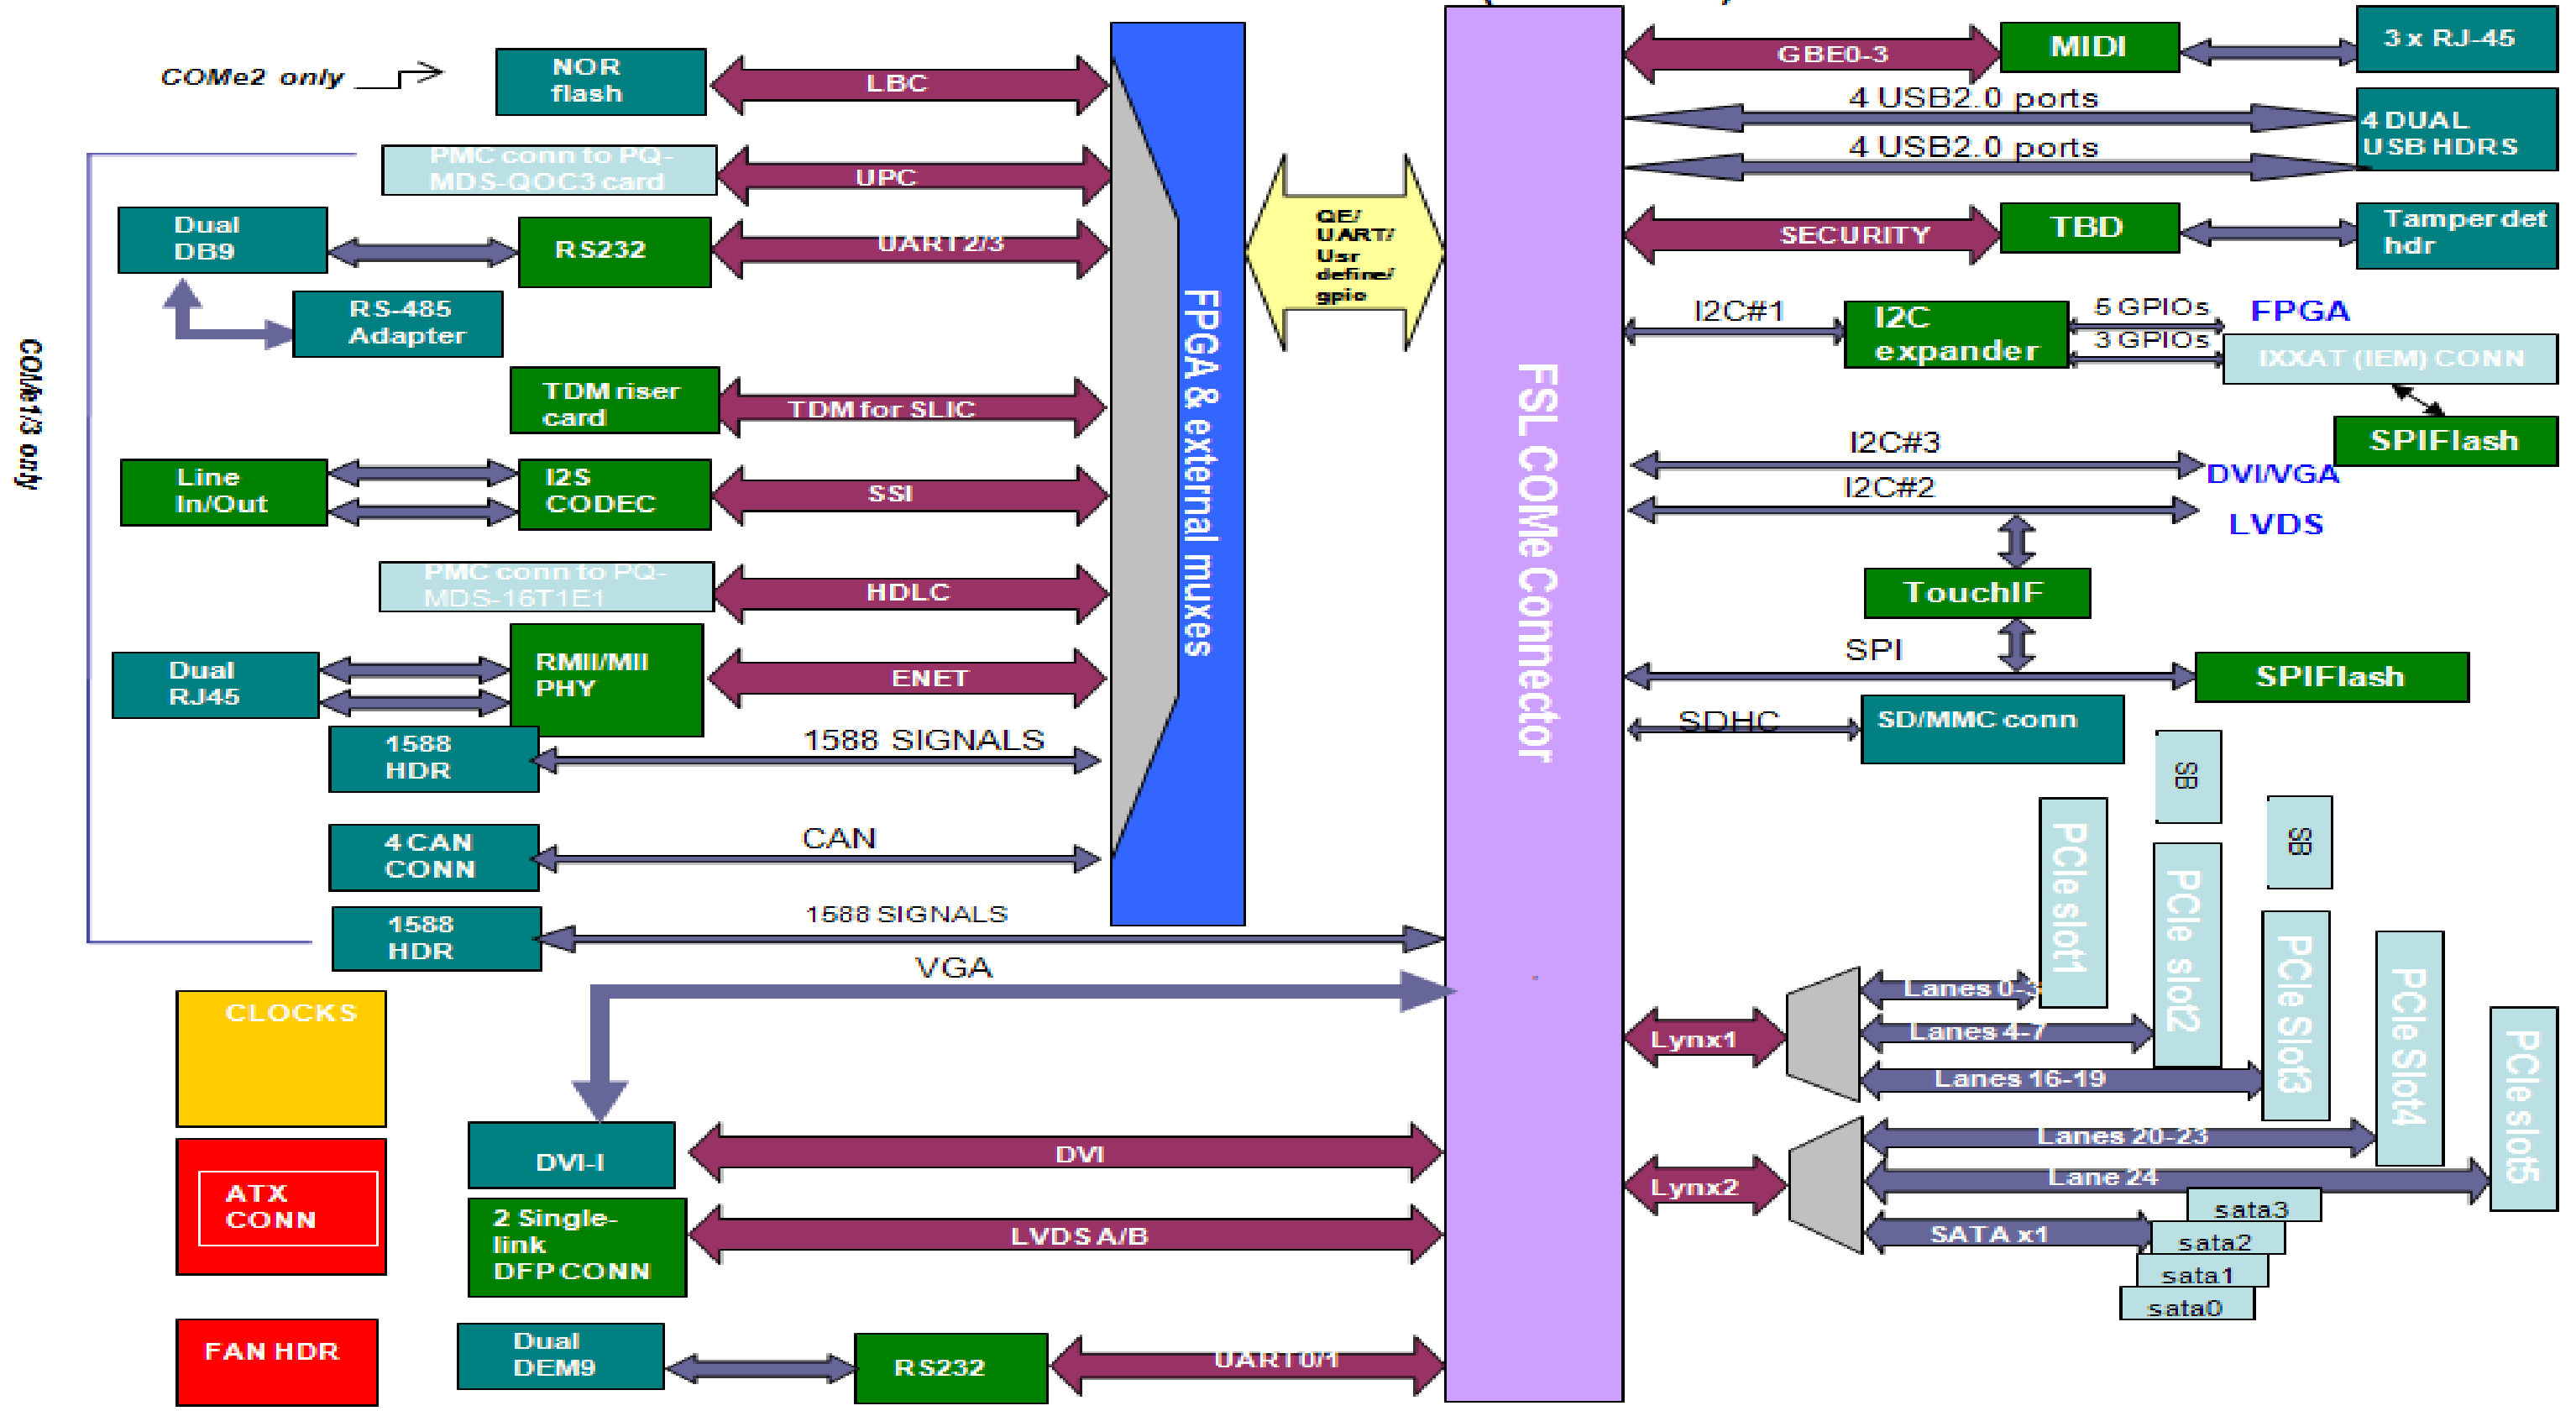 COMe2 only
NOR
flash
LBC
PMC conn to PQ-
MDS-QOC3 card
UPC
Dual
DB9
RS232
UART2/3
RS-485
Adapter
COMe1/3 only
TDM riser
card
TDM for SLIC
Line
In/Out
I2S
CODEC
SSI
PMC conn to PQ-
MDS-16T1E1
HDLC
Dual
RJ45
RMII/MII
PHY
ENET
1588
HDR
1588 SIGNALS
4 CAN
CONN
CAN
1588
HDR
1588 SIGNALS
VGA
CLOCKS
ATX
CONN
FAN HDR
DVI-I
DVI
2 Single-
link
DFP CONN
LVDS A/B
Dual
DEM9
RS232
UART0/1
FPGA & external muxes
QE/
UART/
Usr
define/
gpio
FSL COMe Connector
GBE0-3
MIDI
3 x RJ-45
4 USB2.0 ports
4 USB2.0 ports
4 DUAL
USB HDRS
SECURITY
TBD
Tamper det
hdr
I2C#1
I2C
expander
5 GPIOs
FPGA
3 GPIOs
IXXAT (IEM) CONN
SPIFlash
I2C#3
DVI/VGA
I2C#2
LVDS
TouchIF
SPI
SPIFlash
SDHC
SD/MMC conn
SB
SB
PCIe slot1
PCIe slot2
PCIe Slot3
PCIe Slot4
PCIe slot5
Lynx1
Lanes 0-3
Lanes 4-7
Lanes 16-19
Lynx2
Lanes 20-23
Lane 24
SATA x1
sata3
sata2
sata1
sata0